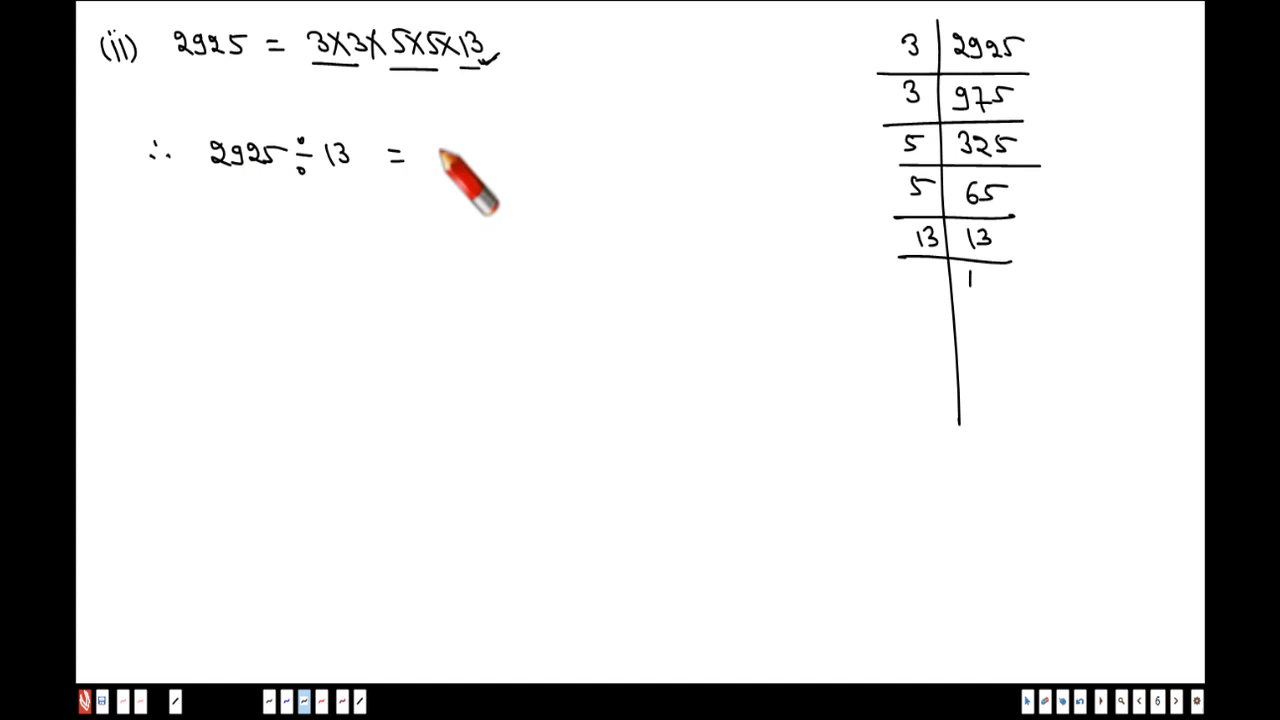 (ii) 2925 = 3×3×5×5×13
∴ 2925 ÷ 13 =
3 | 2925
3 | 975
5 | 325
5 | 65
13 | 13
1
6